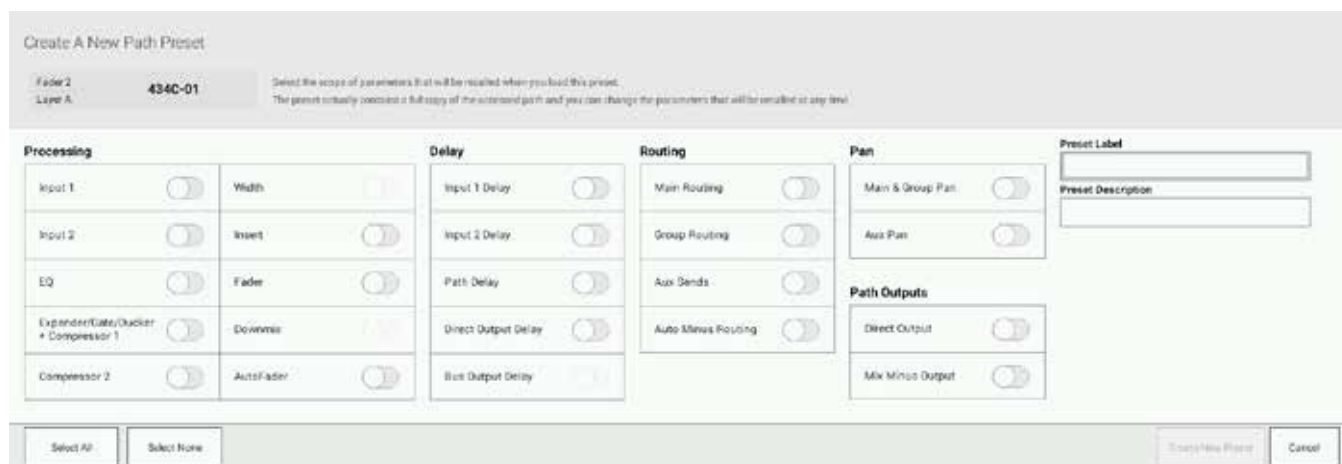 Create A New Path Preset
Fader 2
Layer A
434C-01
Select the scope of parameters that will be recalled when you load this preset.
The preset actually contains a full copy of the accessed path and you can change the parameters that will be recalled at any time
Processing
Input 1
Width
Input 2
Insert
EQ
Fader
Expander/Gate/Ducker
+ Compressor 1
Downmix
Compressor 2
AutoFader
Delay
Input 1 Delay
Input 2 Delay
Path Delay
Direct Output Delay
Bus Output Delay
Routing
Main Routing
Group Routing
Aux Sends
Auto Minus Routing
Pan
Main & Group Pan
Aux Pan
Path Outputs
Direct Output
Mix Minus Output
Preset Label
Preset Description
Select All
Select None
Create New Preset
Cancel